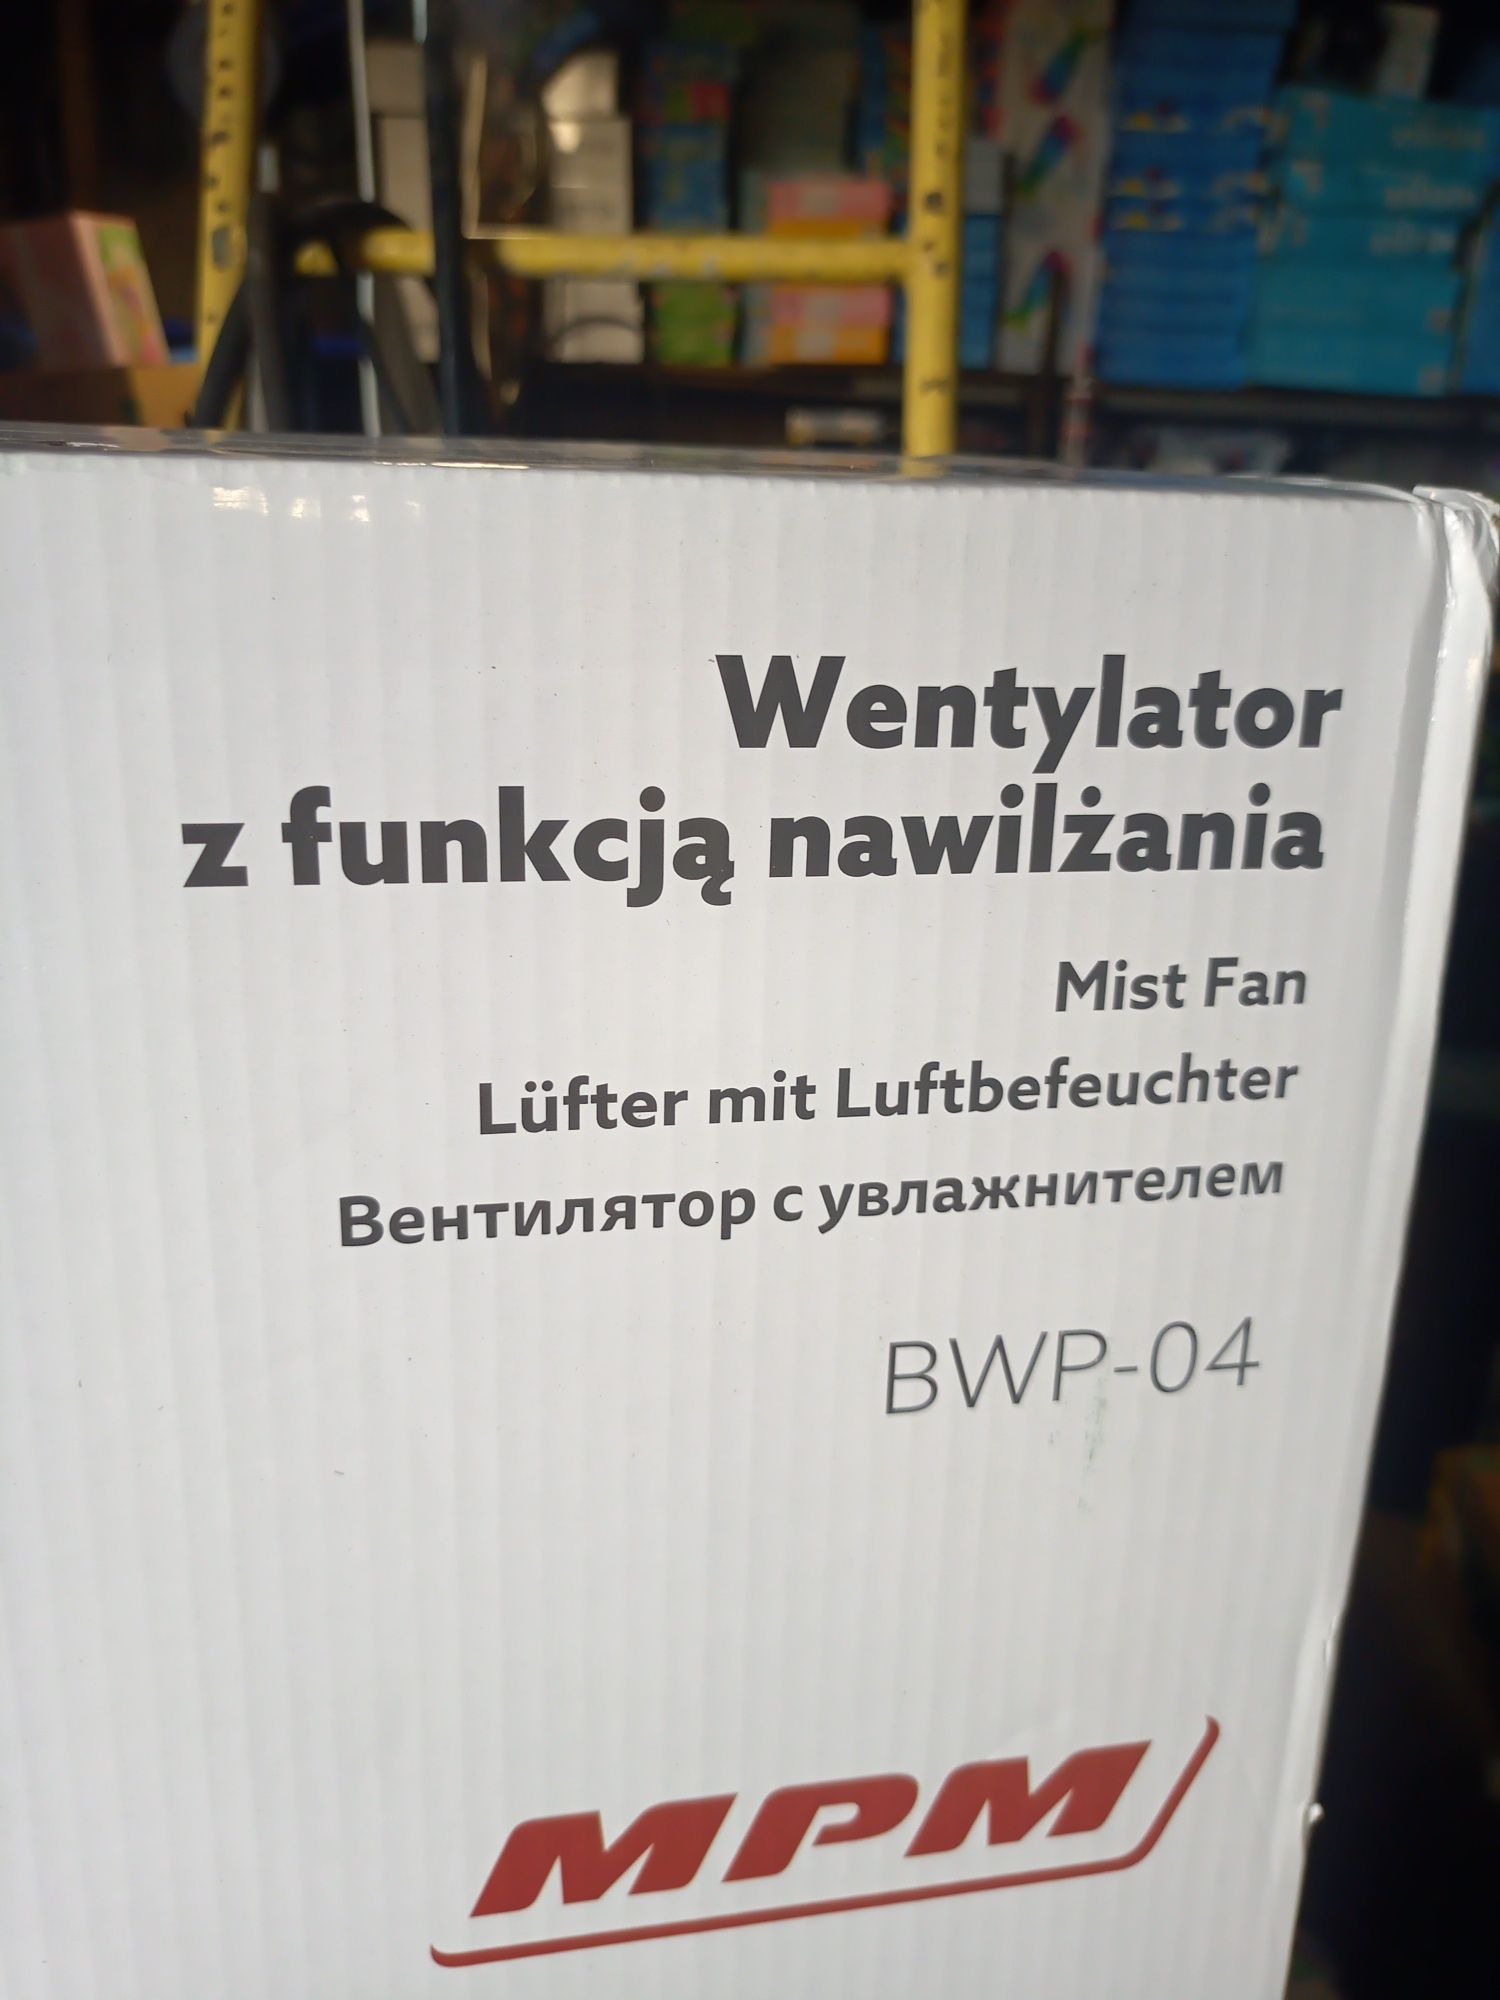 Wentylator
z funkcją nawilżania
Mist Fan
Lüfter mit Luftbefeuchter
Вентилятор с увлажнителем
BWP-04
MPM